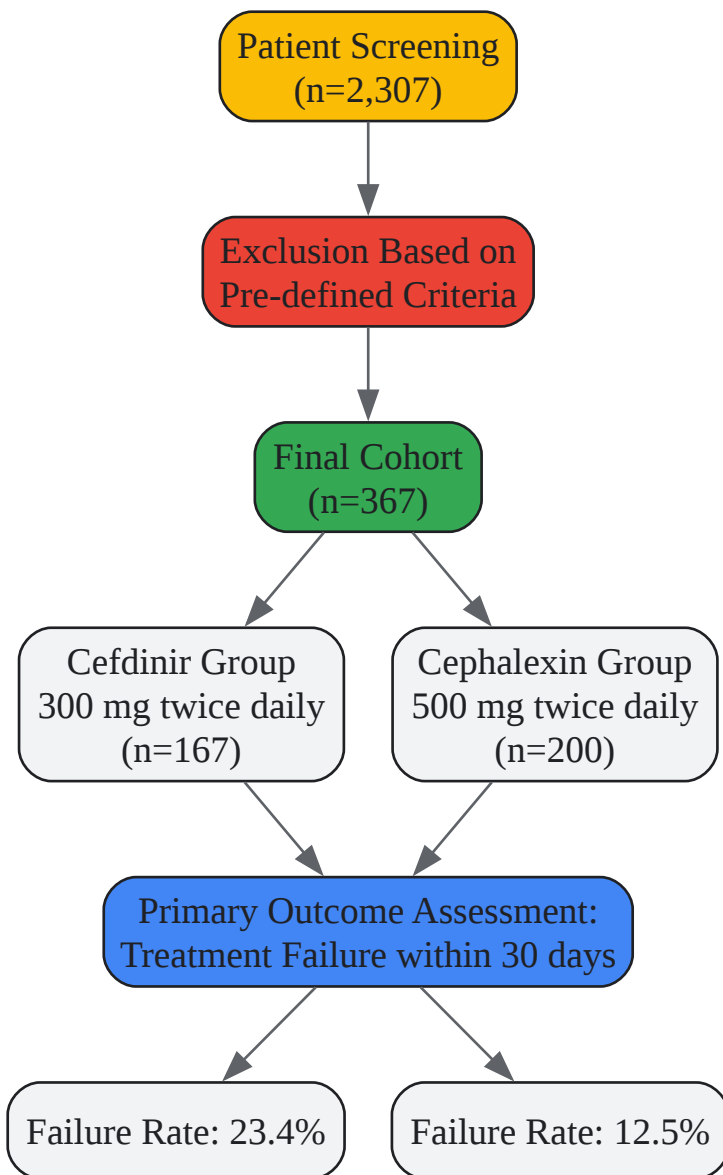 Patient Screening
(n=2,307)
Exclusion Based on
Pre-defined Criteria
Final Cohort
(n=367)
Cefdinir Group
300 mg twice daily
(n=167)
Cephalexin Group
500 mg twice daily
(n=200)
Primary Outcome Assessment:
Treatment Failure within 30 days
Failure Rate: 23.4%
Failure Rate: 12.5%